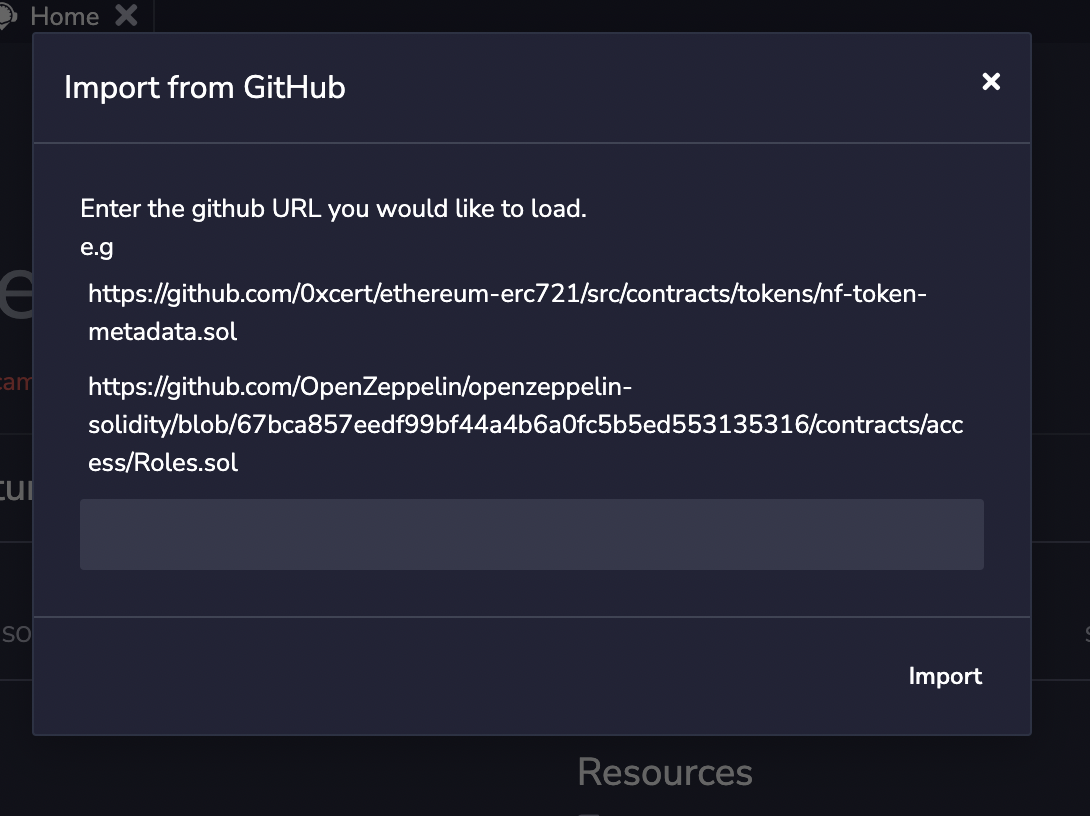 Home
Import from GitHub
Enter the github URL you would like to load.
e.g
https://github.com/0xcert/ethereum-erc721/src/contracts/tokens/nf-token-
metadata.sol
https://github.com/OpenZeppelin/openzeppelin-
solidity/blob/67bca857eedf99bf44a4b6a0fc5b5ed553135316/contracts/acc
ess/Roles.sol
Import
Resources